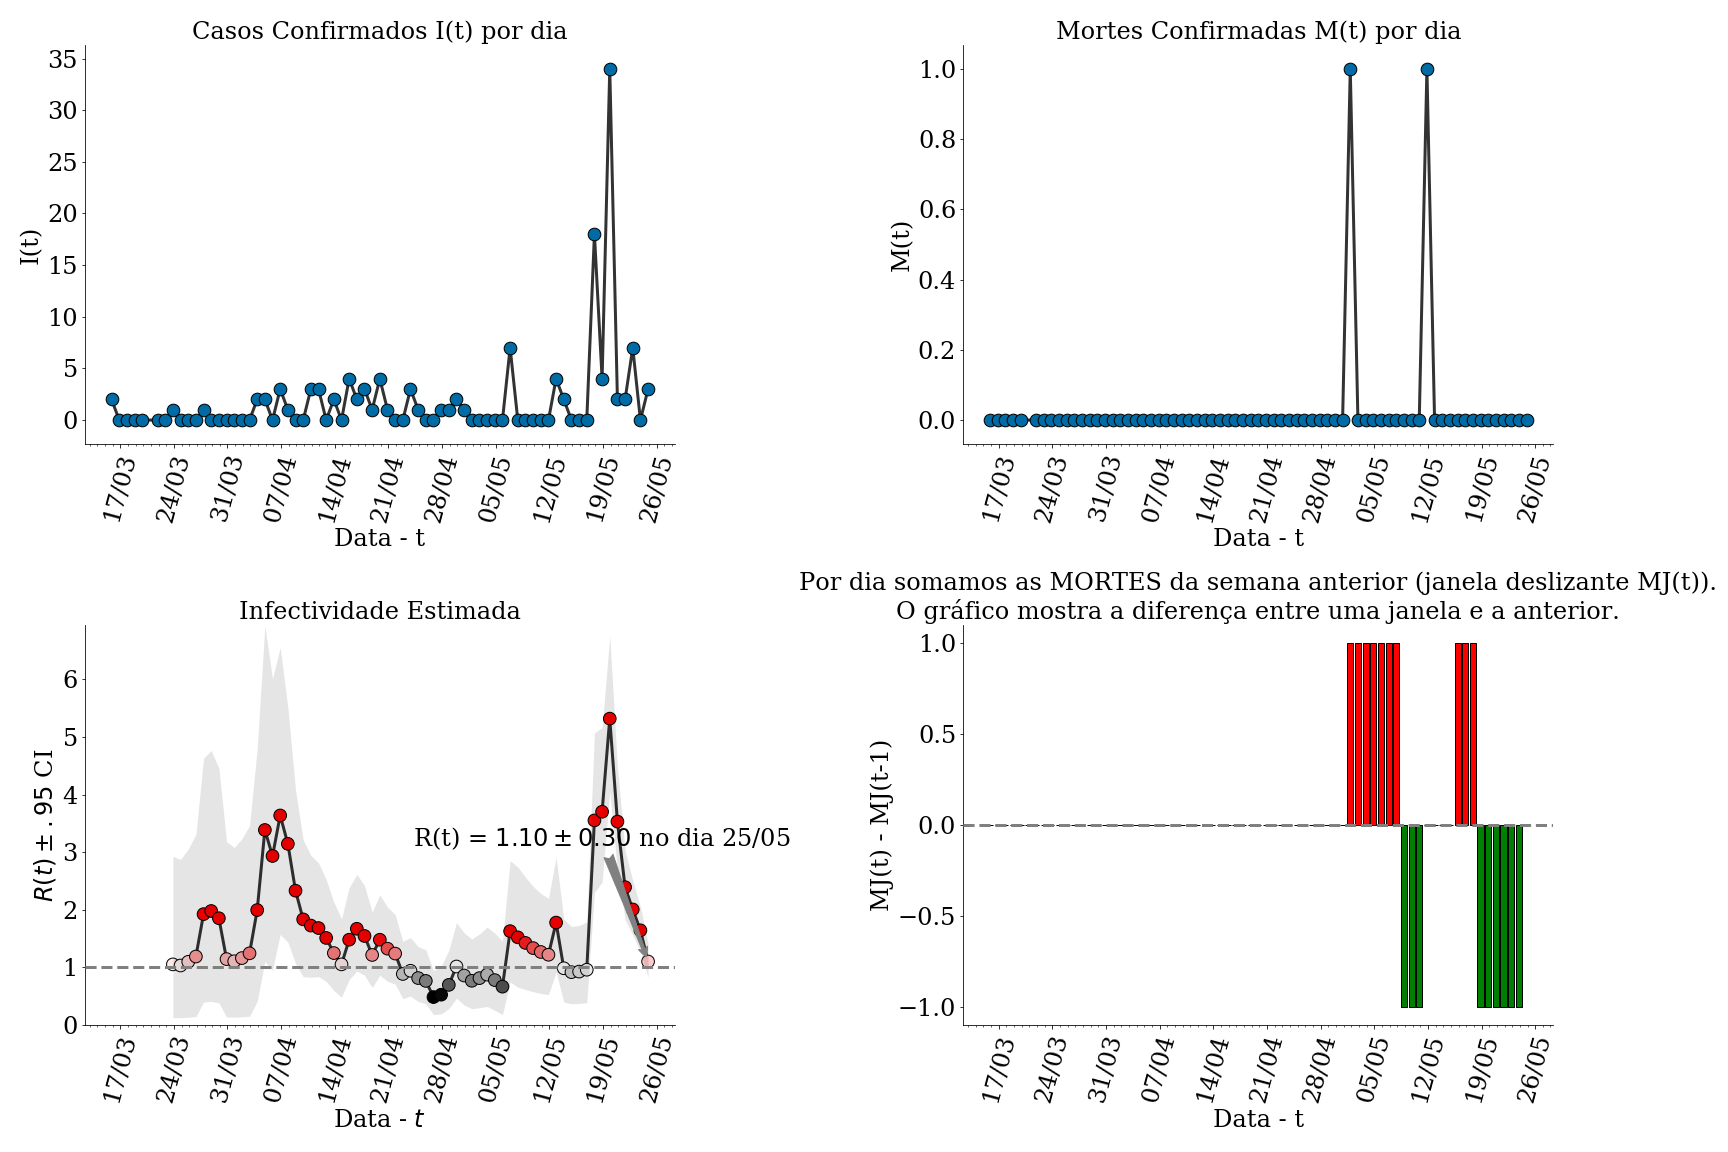 Casos Confirmados I(t) por dia
I(t)
35
30
25
20
15
10
5
0
17/03 24/03 31/03 07/04 14/04 21/04 28/04 05/05 12/05 19/05 26/05
Data - t
Mortes Confirmadas M(t) por dia
M(t)
1.0
0.8
0.6
0.4
0.2
0.0
17/03 24/03 31/03 07/04 14/04 21/04 28/04 05/05 12/05 19/05 26/05
Data - t
Infectividade Estimada
R(t) ± .95 CI
6
5
4
3
2
1
0
R(t) = 1.10 ± 0.30 no dia 25/05
17/03 24/03 31/03 07/04 14/04 21/04 28/04 05/05 12/05 19/05 26/05
Data - t
Por dia somamos as MORTES da semana anterior (janela deslizante MJ(t)).
O gráfico mostra a diferença entre uma janela e a anterior.
MJ(t) - MJ(t-1)
1.0
0.5
0.0
−0.5
−1.0
17/03 24/03 31/03 07/04 14/04 21/04 28/04 05/05 12/05 19/05 26/05
Data - t